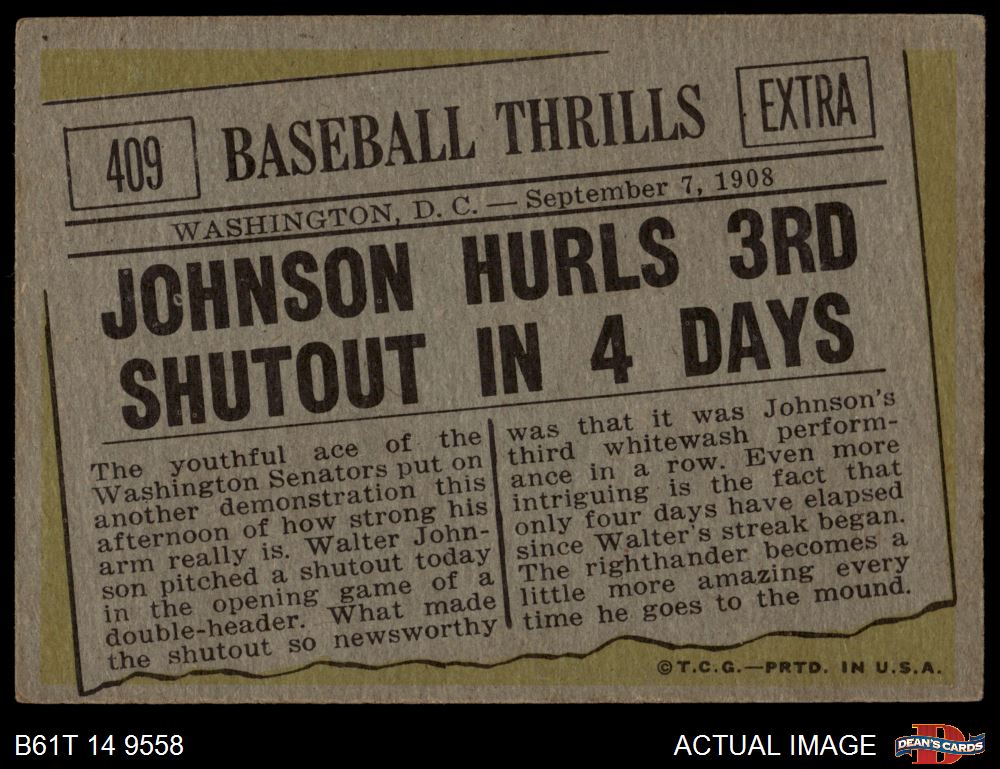 409 BASEBALL THRILLS EXTRA
WASHINGTON, D. C. — September 7, 1908
JOHNSON HURLS 3RD
SHUTOUT IN 4 DAYS
The youthful ace of the
Washington Senators put on
another demonstration this
afternoon of how strong his
arm really is. Walter John-
son pitched a shutout today
in the opening game of a
double-header. What made
the shutout so newsworthy
was that it was Johnson's
third whitewash perform-
ance in a row. Even more
intriguing is the fact that
only four days have elapsed
since Walter's streak began.
The righthander becomes a
little more amazing every
time he goes to the mound.
©T.C.G.—PRTD. IN U.S.A.
B61T 14 9558
ACTUAL IMAGE
DEAN'S CARDS